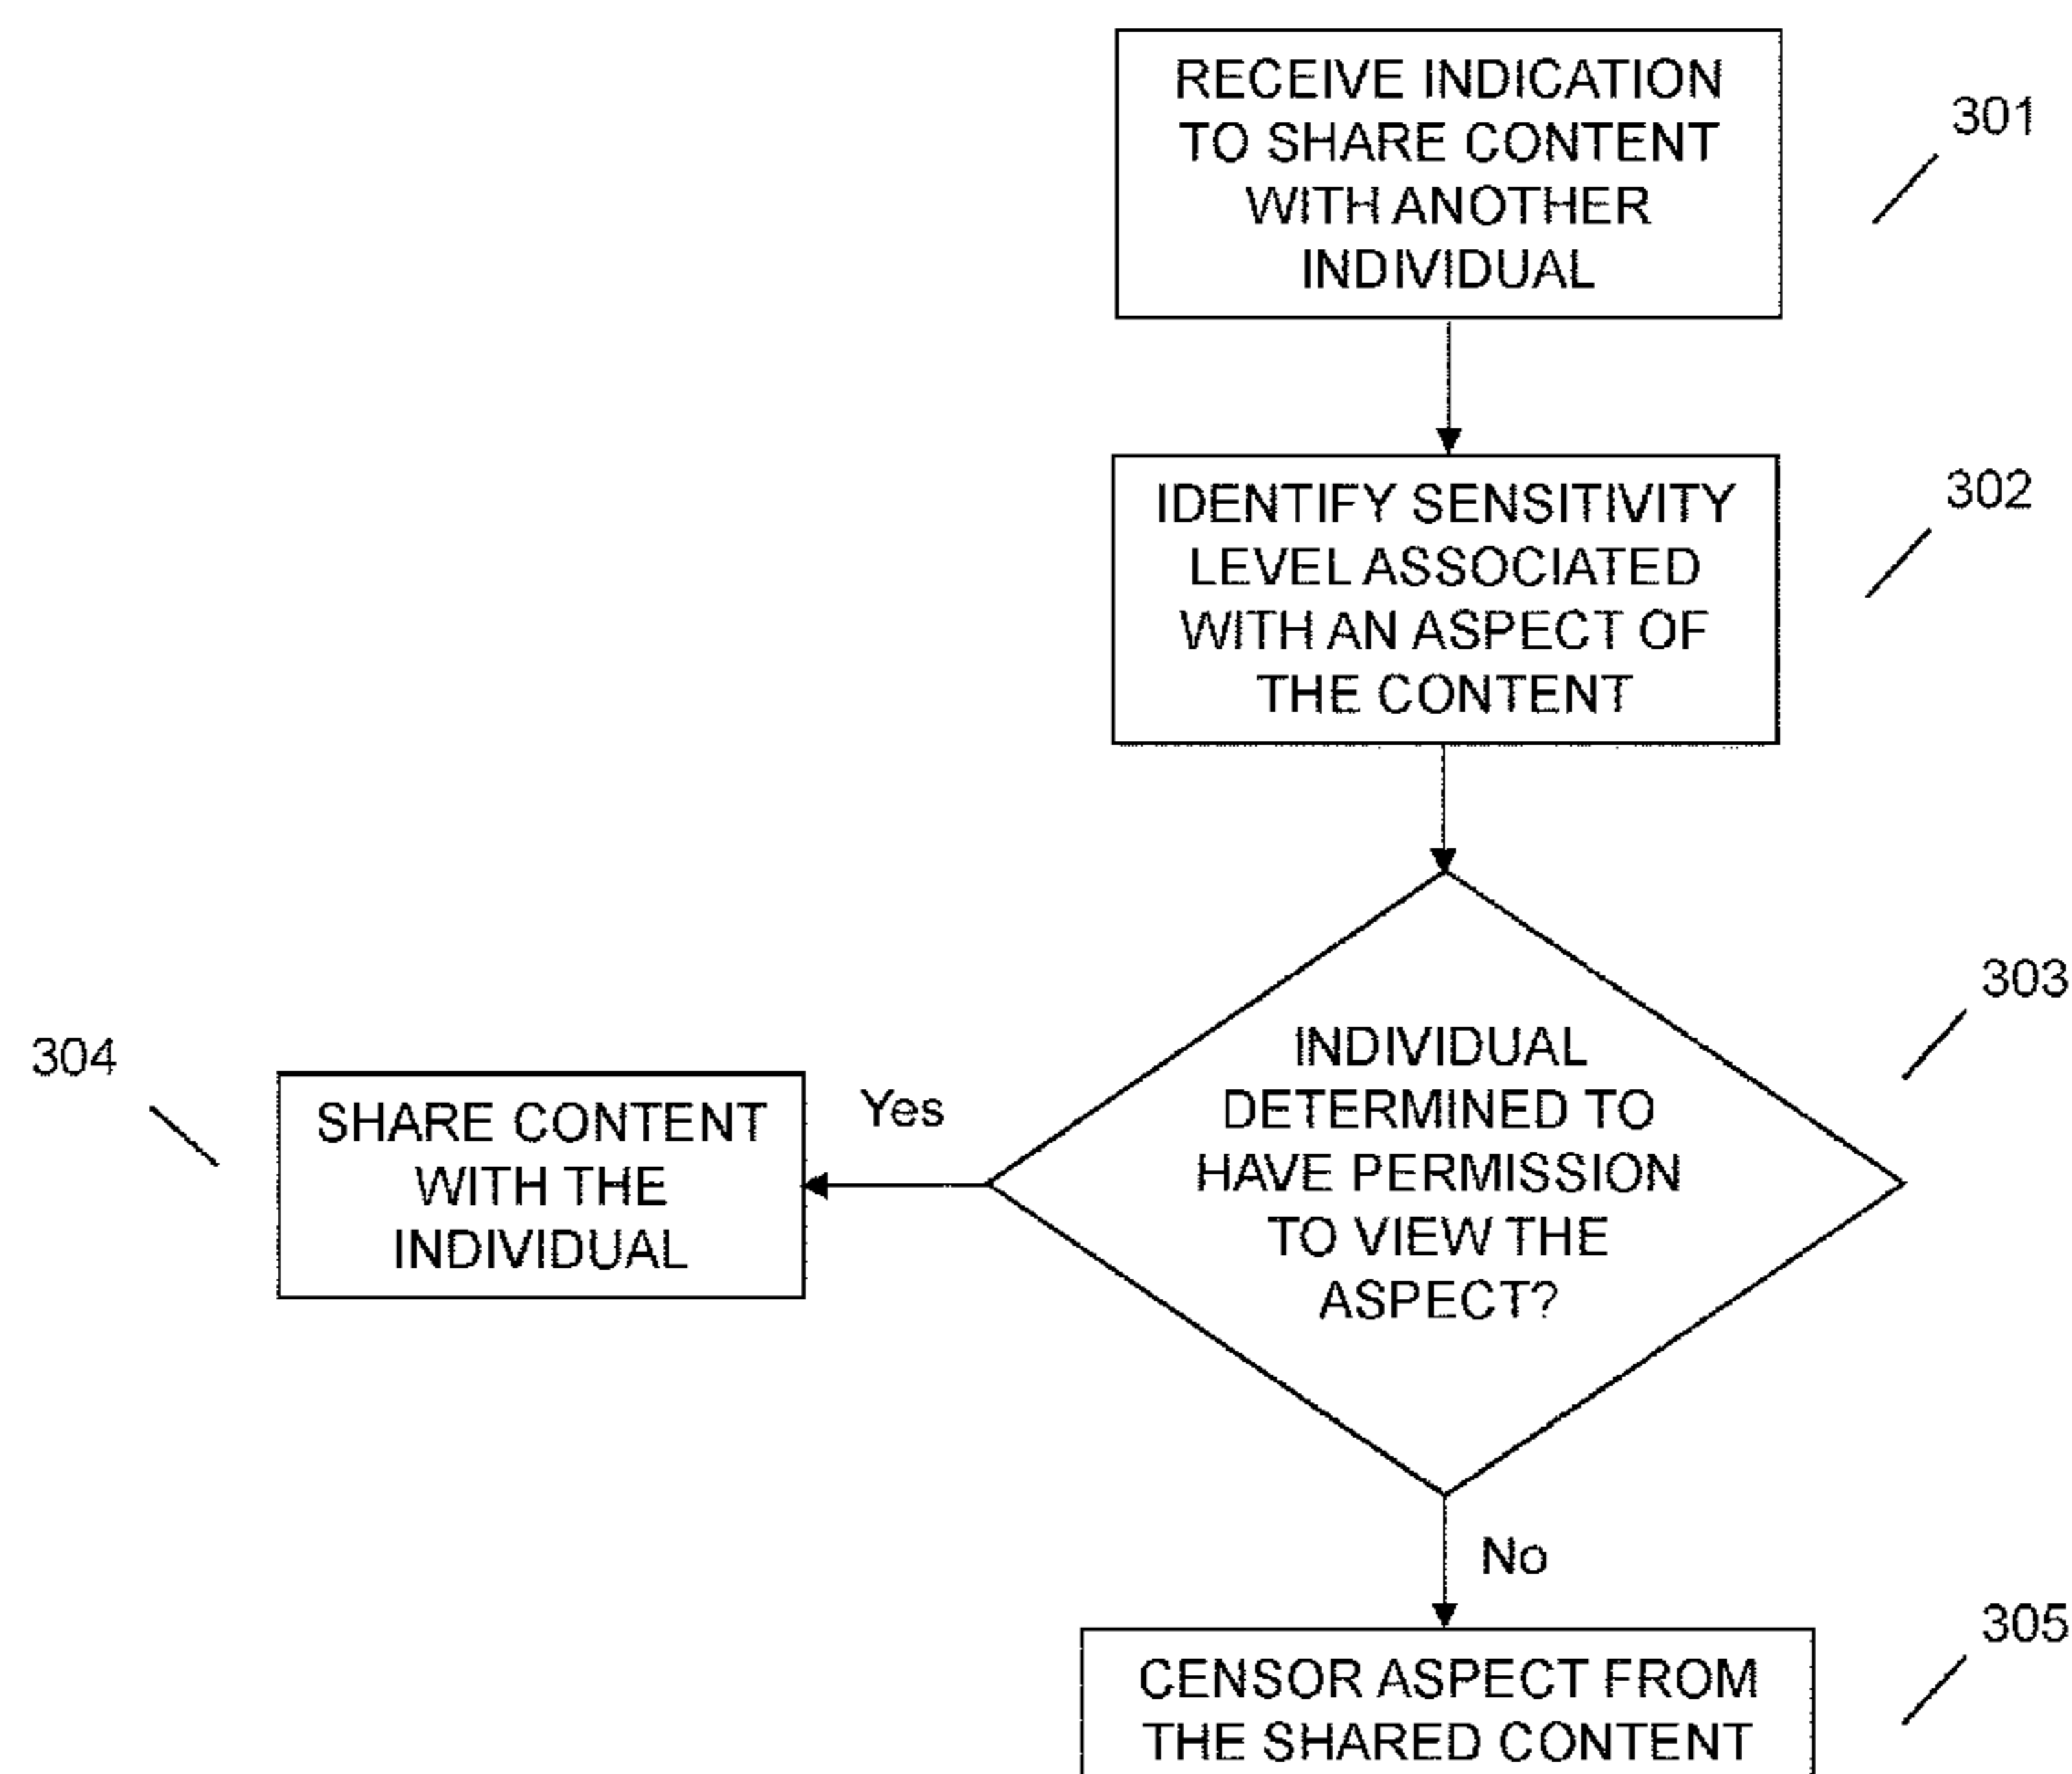 RECEIVE INDICATION
TO SHARE CONTENT
WITH ANOTHER
INDIVIDUAL
301
IDENTIFY SENSITIVITY
LEVEL ASSOCIATED
WITH AN ASPECT OF
THE CONTENT
302
INDIVIDUAL
DETERMINED TO
HAVE PERMISSION
TO VIEW THE
ASPECT?
303
Yes
304
SHARE CONTENT
WITH THE
INDIVIDUAL
No
CENSOR ASPECT FROM
THE SHARED CONTENT
305